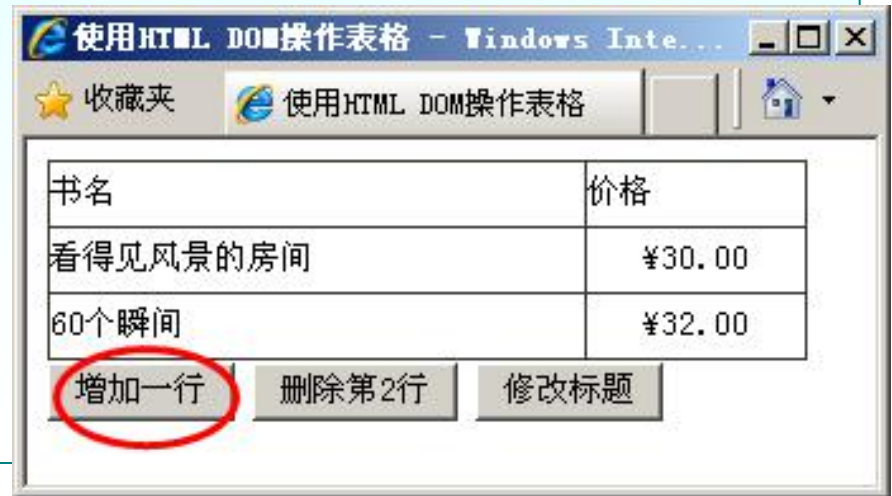 使用HTML DOM操作表格 - Windows Inte...
收藏夹 使用HTML DOM操作表格
书名 价格
看得见风景的房间 ¥30.00
60个瞬间 ¥32.00
增加一行 删除第2行 修改标题